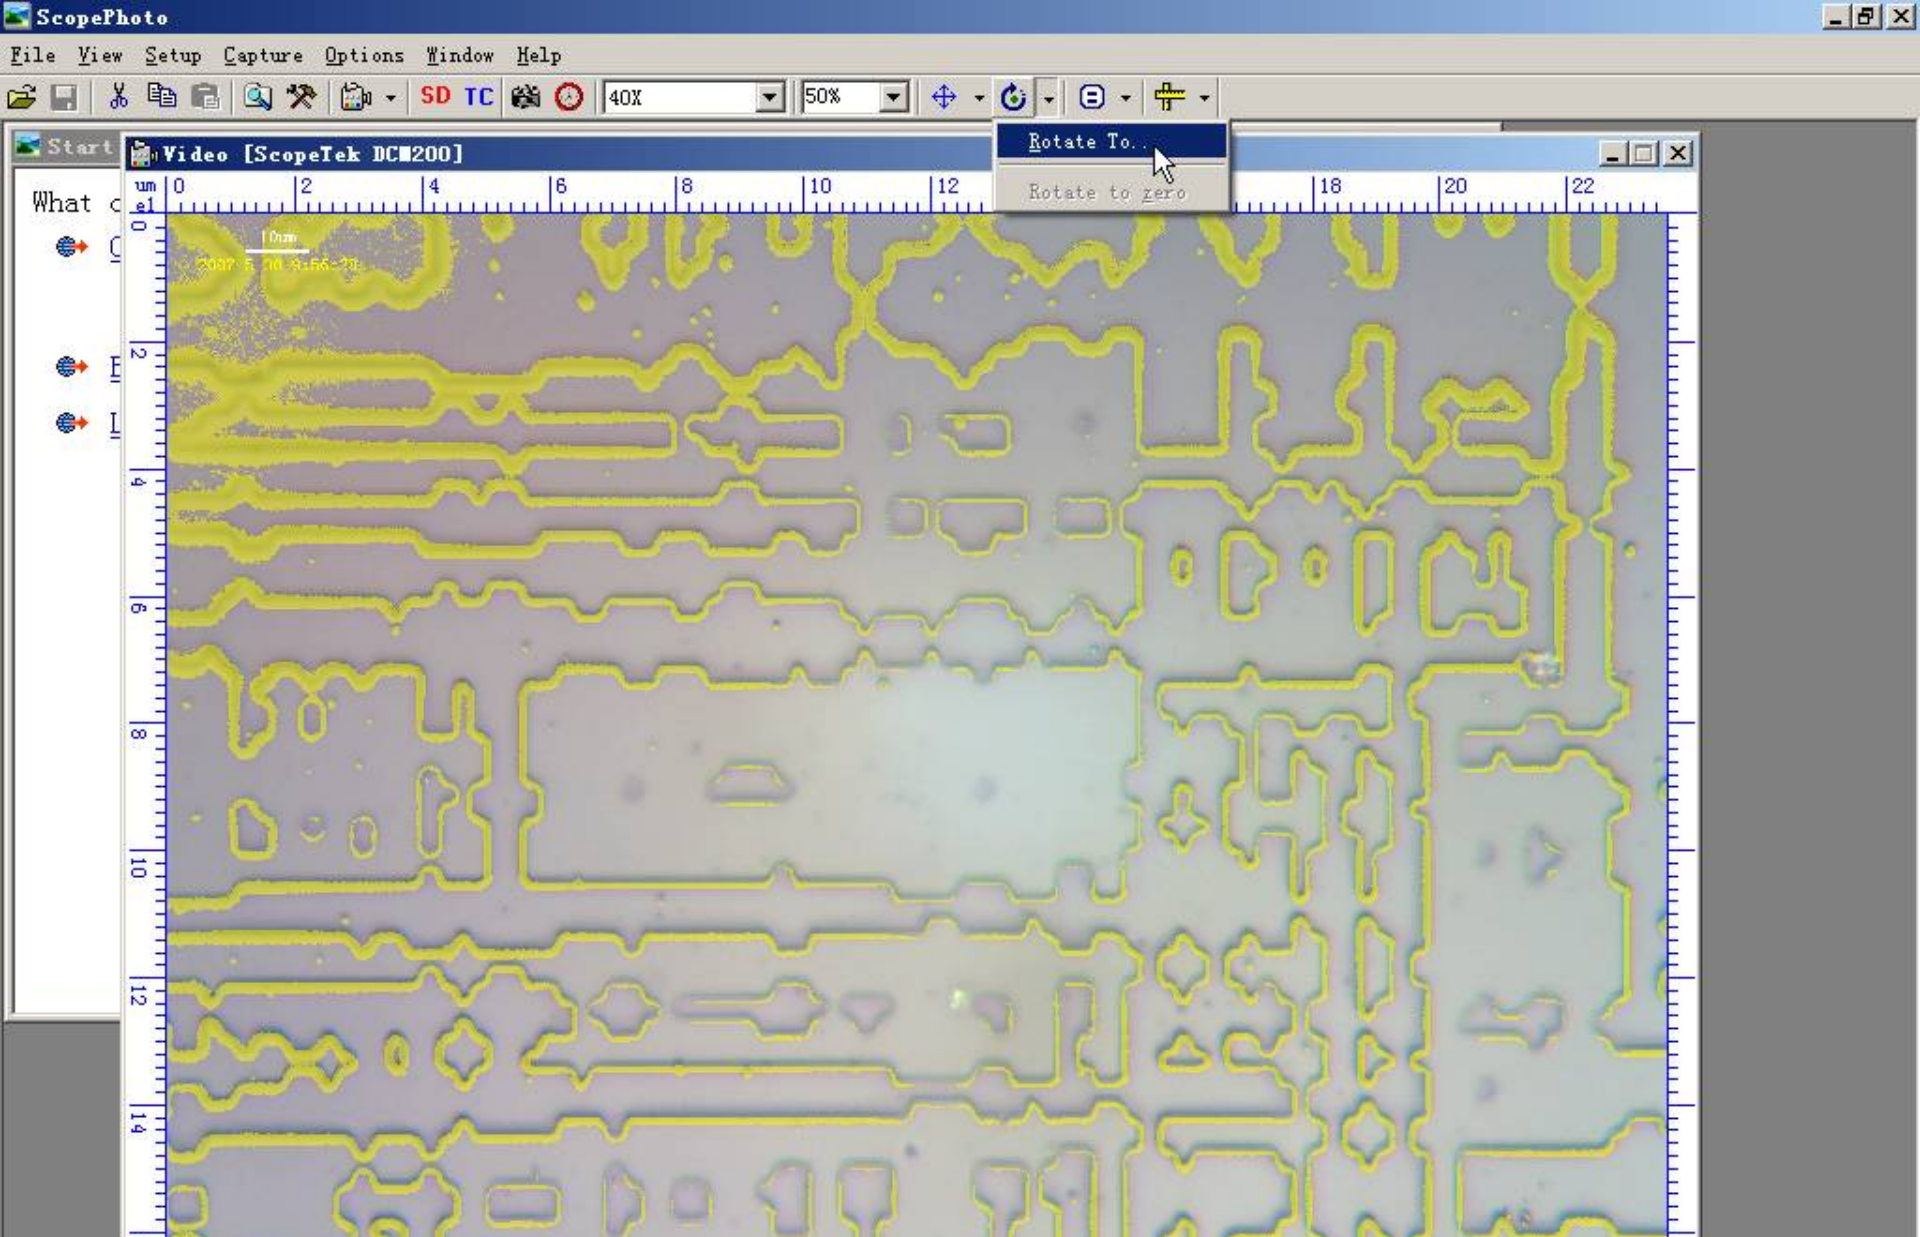 ScopePhoto
File View Setup Capture Options Window Help
SD TC 40X 50%
Rotate To...
Rotate to zero
Start
Video [ScopeTek DCM200]
um 0 2 4 6 8 10 12 18 20 22
e1
What
10um
0
2
4
6
8
10
12
14